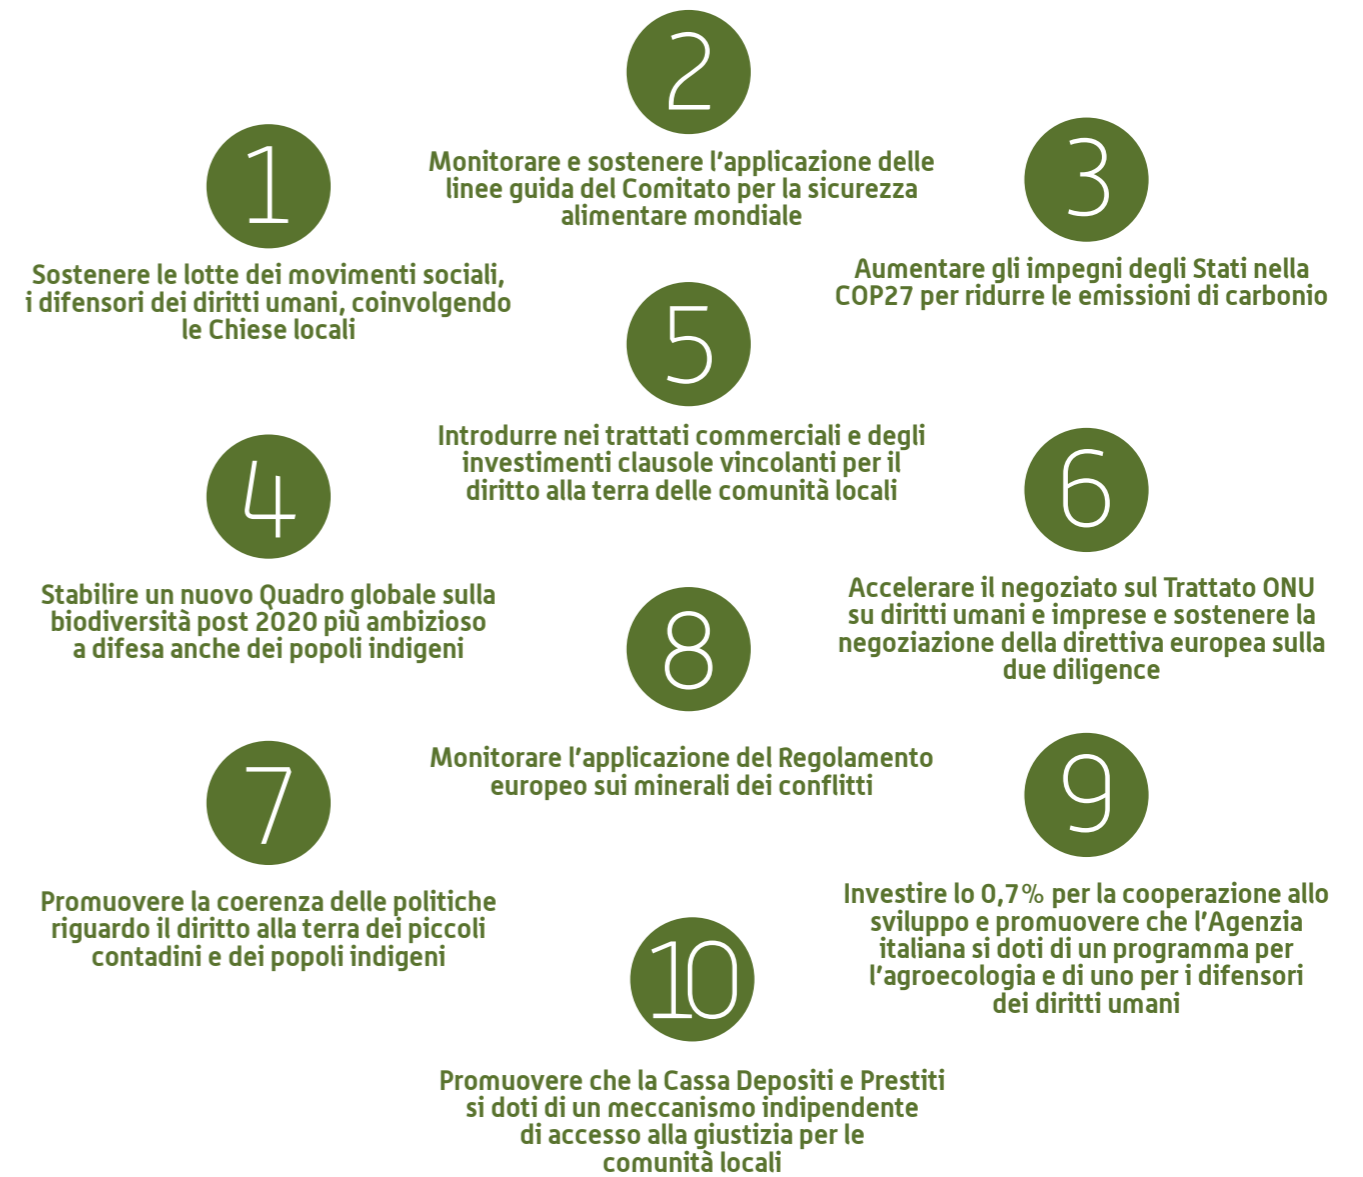 1
Sostenere le lotte dei movimenti sociali,
i difensori dei diritti umani, coinvolgendo
le Chiese locali
2
Monitorare e sostenere l’applicazione delle
linee guida del Comitato per la sicurezza
alimentare mondiale
3
Aumentare gli impegni degli Stati nella
COP27 per ridurre le emissioni di carbonio
4
Stabilire un nuovo Quadro globale sulla
biodiversità post 2020 più ambizioso
a difesa anche dei popoli indigeni
5
Introdurre nei trattati commerciali e degli
investimenti clausole vincolanti per il
diritto alla terra delle comunità locali
6
Accelerare il negoziato sul Trattato ONU
su diritti umani e imprese e sostenere la
negoziazione della direttiva europea sulla
due diligence
7
Promuovere la coerenza delle politiche
riguardo il diritto alla terra dei piccoli
contadini e dei popoli indigeni
8
Monitorare l’applicazione del Regolamento
europeo sui minerali dei conflitti
9
Investire lo 0,7% per la cooperazione allo
sviluppo e promuovere che l’Agenzia
italiana si doti di un programma per
l’agroecologia e di uno per i difensori
dei diritti umani
10
Promuovere che la Cassa Depositi e Prestiti
si doti di un meccanismo indipendente
di accesso alla giustizia per le
comunità locali